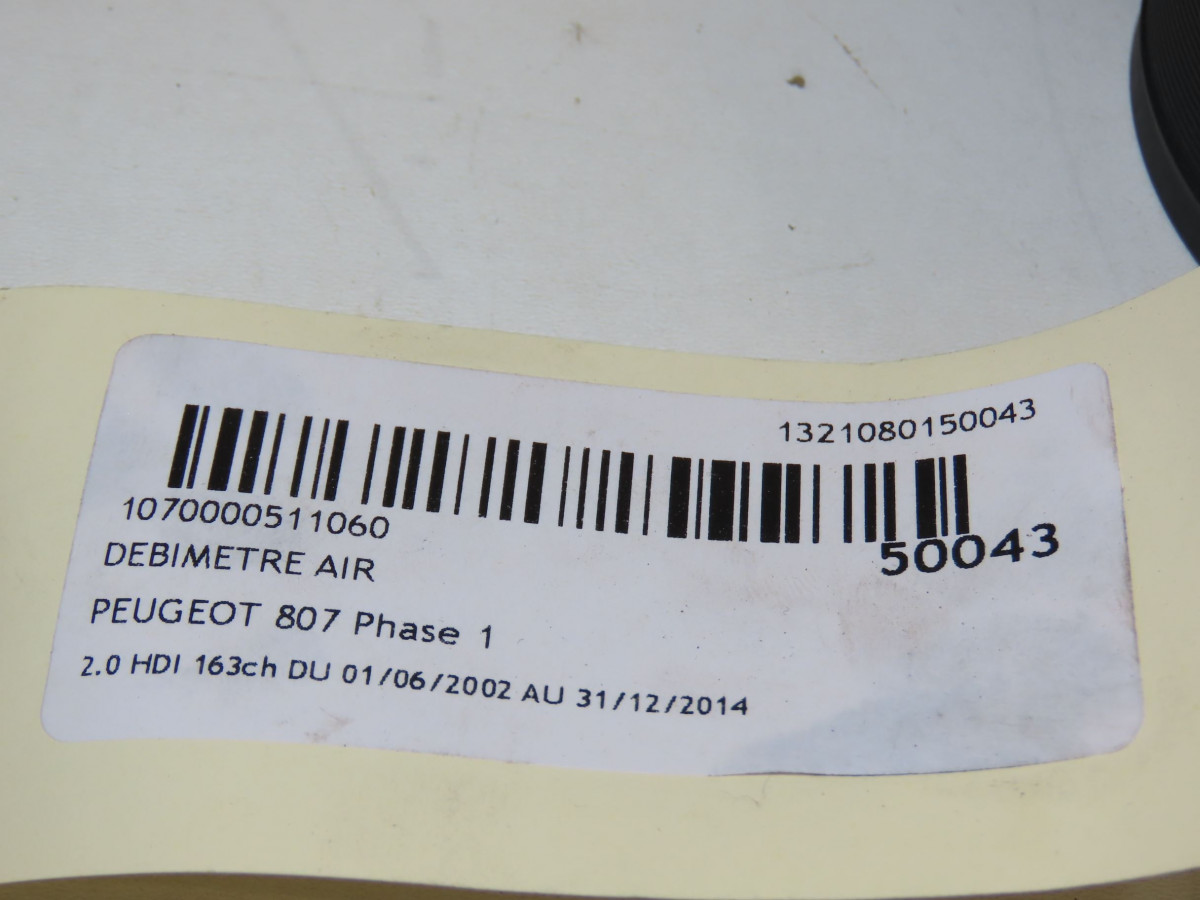 1321080150043
1070000511060
50043
DEBIMETRE AIR
PEUGEOT 807 Phase 1
2.0 HDI 163ch DU 01/06/2002 AU 31/12/2014